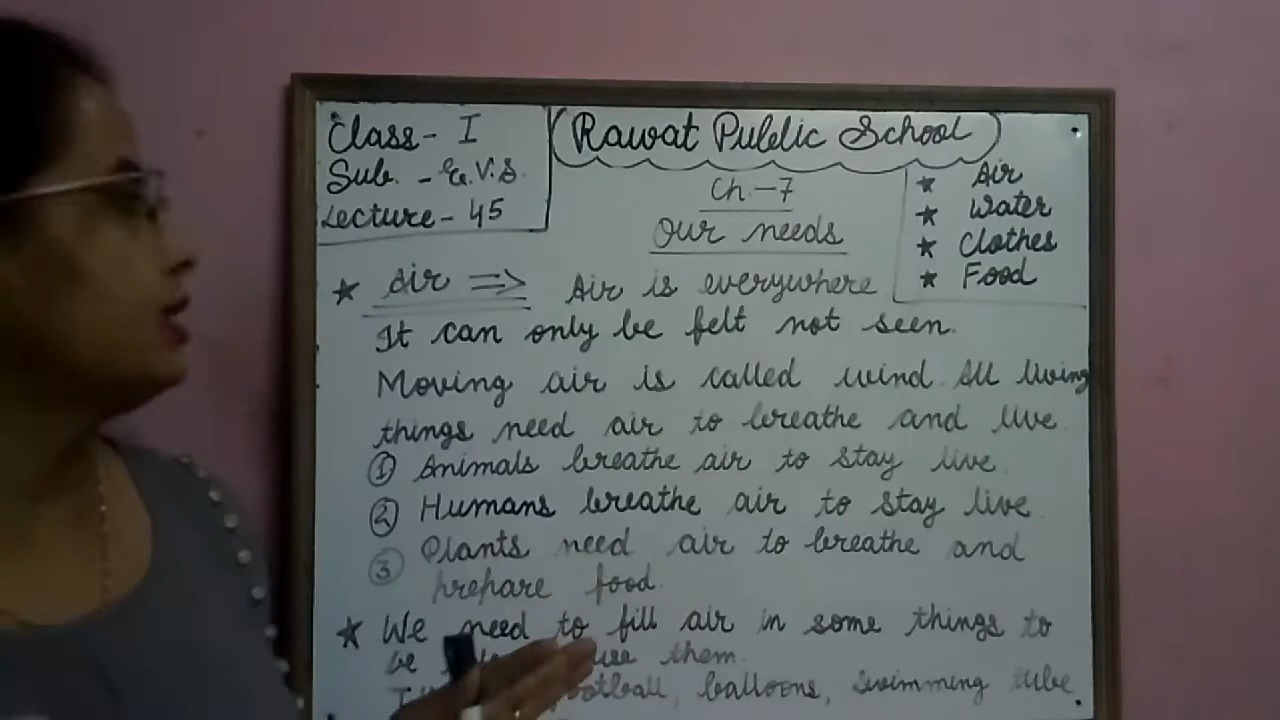 Class - I
Sub. - E.V.S.
Lecture - 45
Rawat Public School
Ch.-7
Our needs
★ Air
★ Water
★ Clothes
★ Food
★ Air ⇒ Air is everywhere
It can only be felt not seen.
Moving air is called wind. All living
things need air to breathe and live.
① Animals breathe air to stay live.
② Humans breathe air to stay live.
③ Plants need air to breathe and
prepare food.
★ We need to fill air in some things to
be use them.
football, balloons, swimming tube